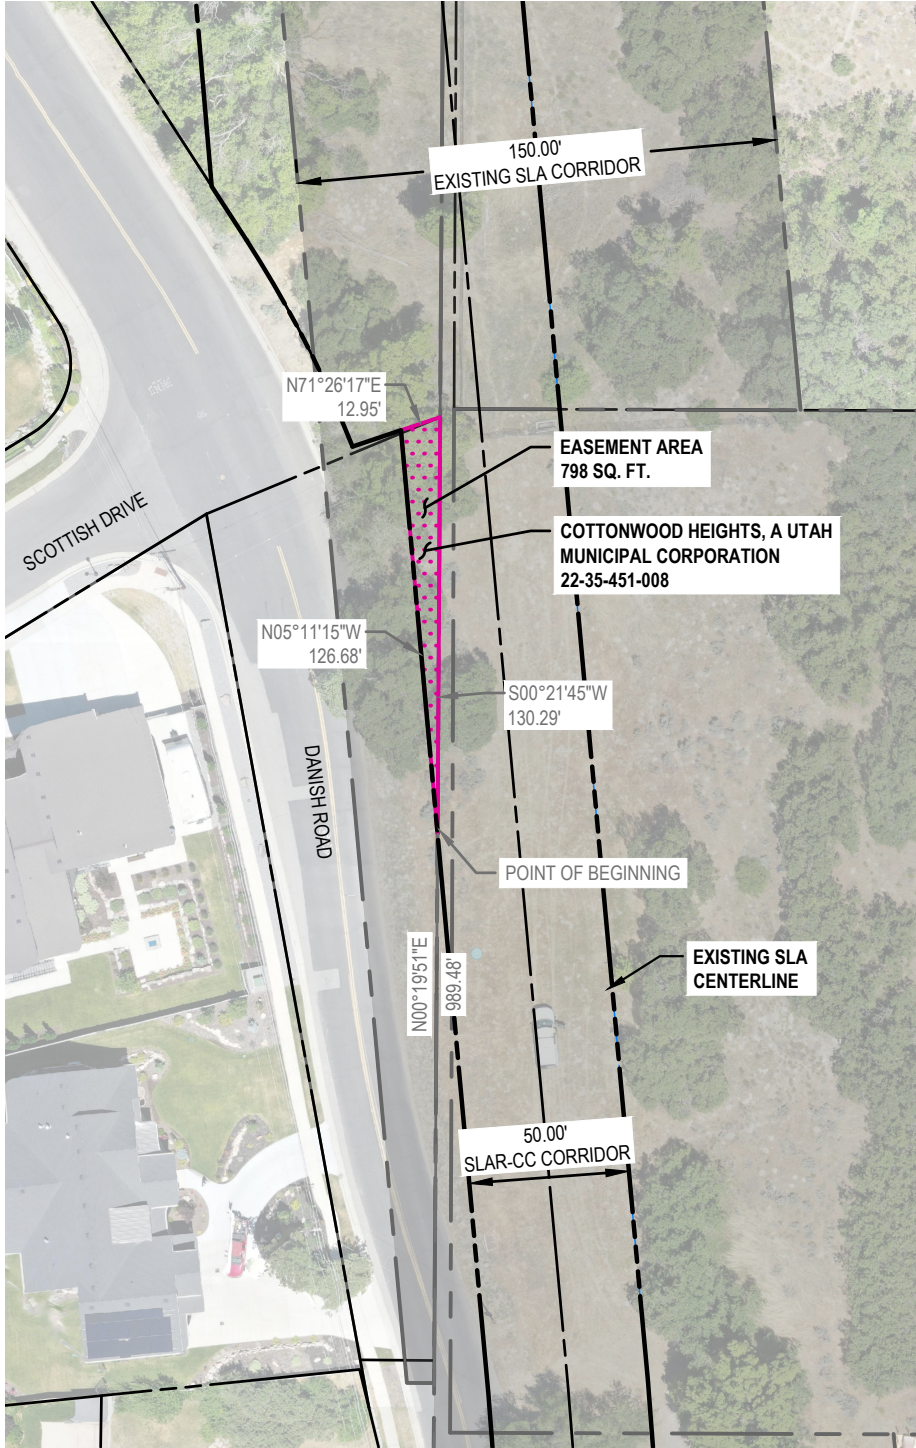 150.00'
EXISTING SLA CORRIDOR
N71°26'17"E
12.95'
EASEMENT AREA
798 SQ. FT.
SCOTTISH DRIVE
COTTONWOOD HEIGHTS, A UTAH
MUNICIPAL CORPORATION
22-35-451-008
N05°11'15"W
126.68'
S00°21'45"W
130.29'
DANISH ROAD
POINT OF BEGINNING
N00°19'51"E
989.48'
EXISTING SLA
CENTERLINE
50.00'
SLAR-CC CORRIDOR